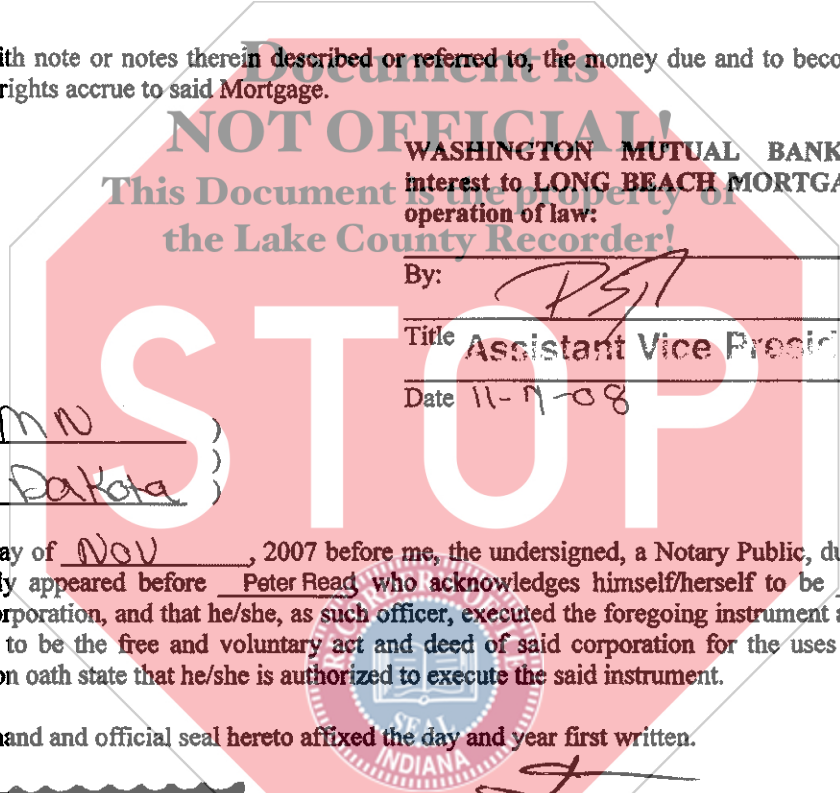 ith note or notes therein described or referred to, the money due and to beco
rights accrue to said Mortgage.
Document is
NOT OFFICIAL!
This Document is the property of
the Lake County Recorder!
WASHINGTON MUTUAL BANK
interest to LONG BEACH MORTGA
operation of law:
By:
Title Assistant Vice Presid
Date 11-7-08
STOP
MN )
)
Dakota )
ay of NOV , 2007 before me, the undersigned, a Notary Public, du
ly appeared before Peter Read who acknowledges himself/herself to be
orporation, and that he/she, as such officer, executed the foregoing instrument a
to be the free and voluntary act and deed of said corporation for the uses
on oath state that he/she is authorized to execute the said instrument.
hand and official seal hereto affixed the day and year first written.
SEAL
INDIANA